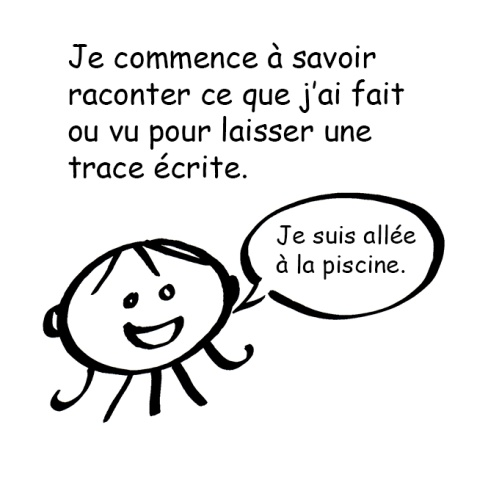 Je commence à savoir
raconter ce que j'ai fait
ou vu pour laisser une
trace écrite.
Je suis allée
à la piscine.